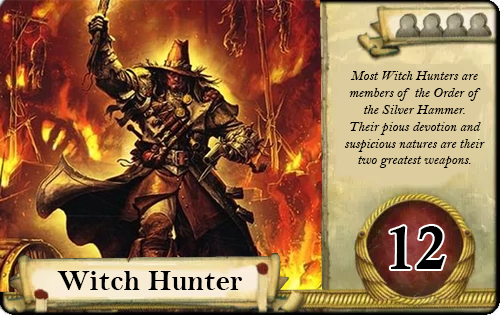 Most Witch Hunters are
members of the Order of
the Silver Hammer.
Their pious devotion and
suspicious natures are their
two greatest weapons.
12
Witch Hunter